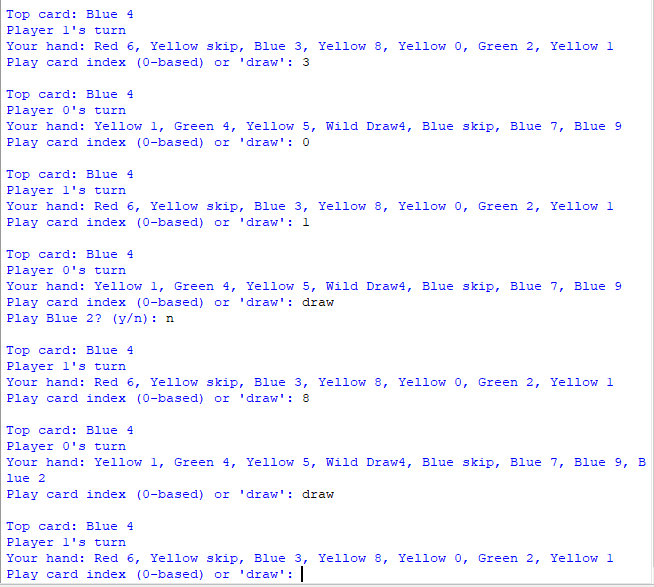 Top card: Blue 4
Player 1's turn
Your hand: Red 6, Yellow skip, Blue 3, Yellow 8, Yellow 0, Green 2, Yellow 1
Play card index (0-based) or 'draw': 3
Top card: Blue 4
Player 0's turn
Your hand: Yellow 1, Green 4, Yellow 5, Wild Draw4, Blue skip, Blue 7, Blue 9
Play card index (0-based) or 'draw': 0
Top card: Blue 4
Player 1's turn
Your hand: Red 6, Yellow skip, Blue 3, Yellow 8, Yellow 0, Green 2, Yellow 1
Play card index (0-based) or 'draw': 1
Top card: Blue 4
Player 0's turn
Your hand: Yellow 1, Green 4, Yellow 5, Wild Draw4, Blue skip, Blue 7, Blue 9
Play card index (0-based) or 'draw': draw
Play Blue 2? (y/n): n
Top card: Blue 4
Player 1's turn
Your hand: Red 6, Yellow skip, Blue 3, Yellow 8, Yellow 0, Green 2, Yellow 1
Play card index (0-based) or 'draw': 8
Top card: Blue 4
Player 0's turn
Your hand: Yellow 1, Green 4, Yellow 5, Wild Draw4, Blue skip, Blue 7, Blue 9, B
lue 2
Play card index (0-based) or 'draw': draw
Top card: Blue 4
Player 1's turn
Your hand: Red 6, Yellow skip, Blue 3, Yellow 8, Yellow 0, Green 2, Yellow 1
Play card index (0-based) or 'draw':